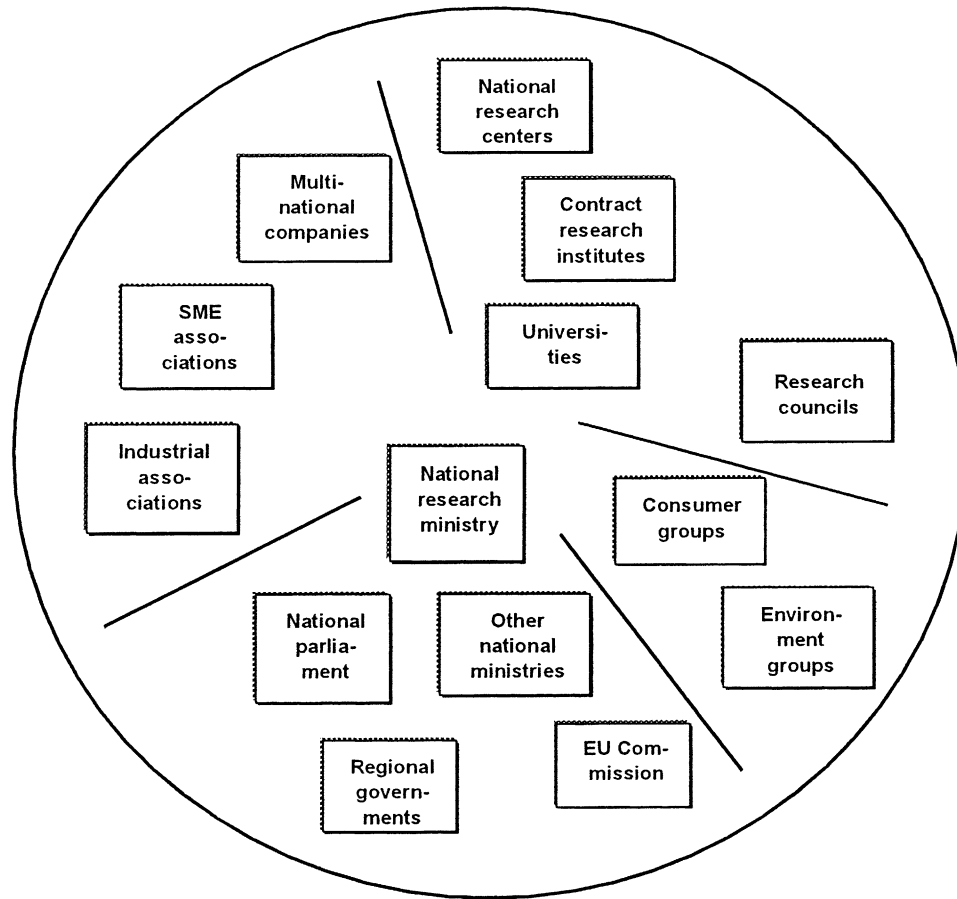 National
research
centers
Multi-
national
companies
Contract
research
institutes
SME
asso-
ciations
Universi-
ties
Research
councils
Industrial
asso-
ciations
National
research
ministry
Consumer
groups
National
parlia-
ment
Other
national
ministries
Environ-
ment
groups
EU Com-
mission
Regional
govern-
ments